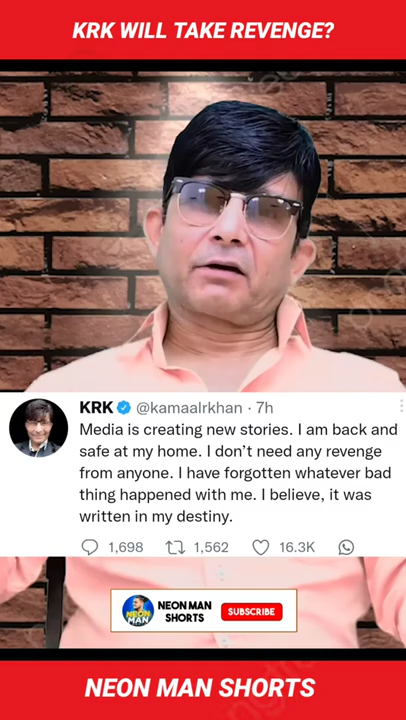 KRK WILL TAKE REVENGE?
KRK @kamaalrkhan · 7h
Media is creating new stories. I am back and
safe at my home. I don't need any revenge
from anyone. I have forgotten whatever bad
thing happened with me. I believe, it was
written in my destiny.
1,698 1,562 16.3K
NEON MAN
NEON MAN
SHORTS
SUBSCRIBE
NEON MAN SHORTS